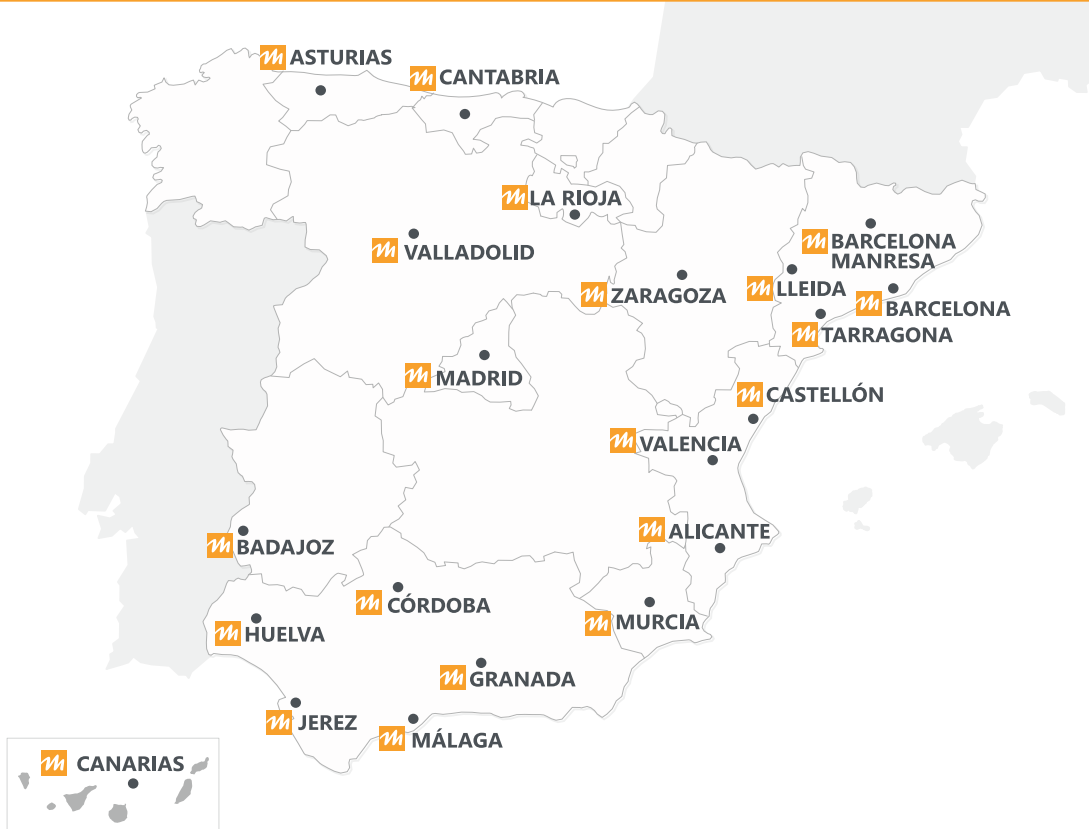 ASTURIAS
CANTABRIA
LA RIOJA
VALLADOLID
BARCELONA
MANRESA
ZARAGOZA
LLEIDA
BARCELONA
TARRAGONA
MADRID
CASTELLÓN
VALENCIA
ALICANTE
BADAJOZ
CÓRDOBA
MURCIA
HUELVA
GRANADA
JEREZ
MÁLAGA
CANARIAS